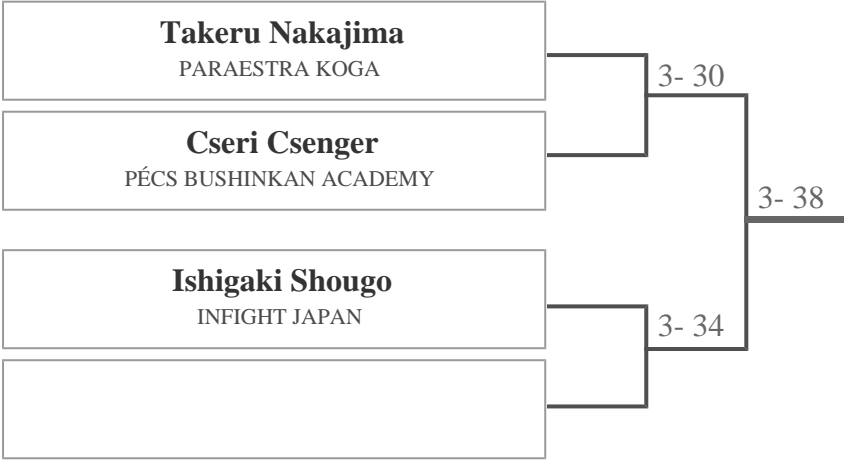 Takeru Nakajima
PARAESTRA KOGA
3- 30
Cseri Csenger
PÉCS BUSHINKAN ACADEMY
3- 38
Ishigaki Shougo
INFIGHT JAPAN
3- 34